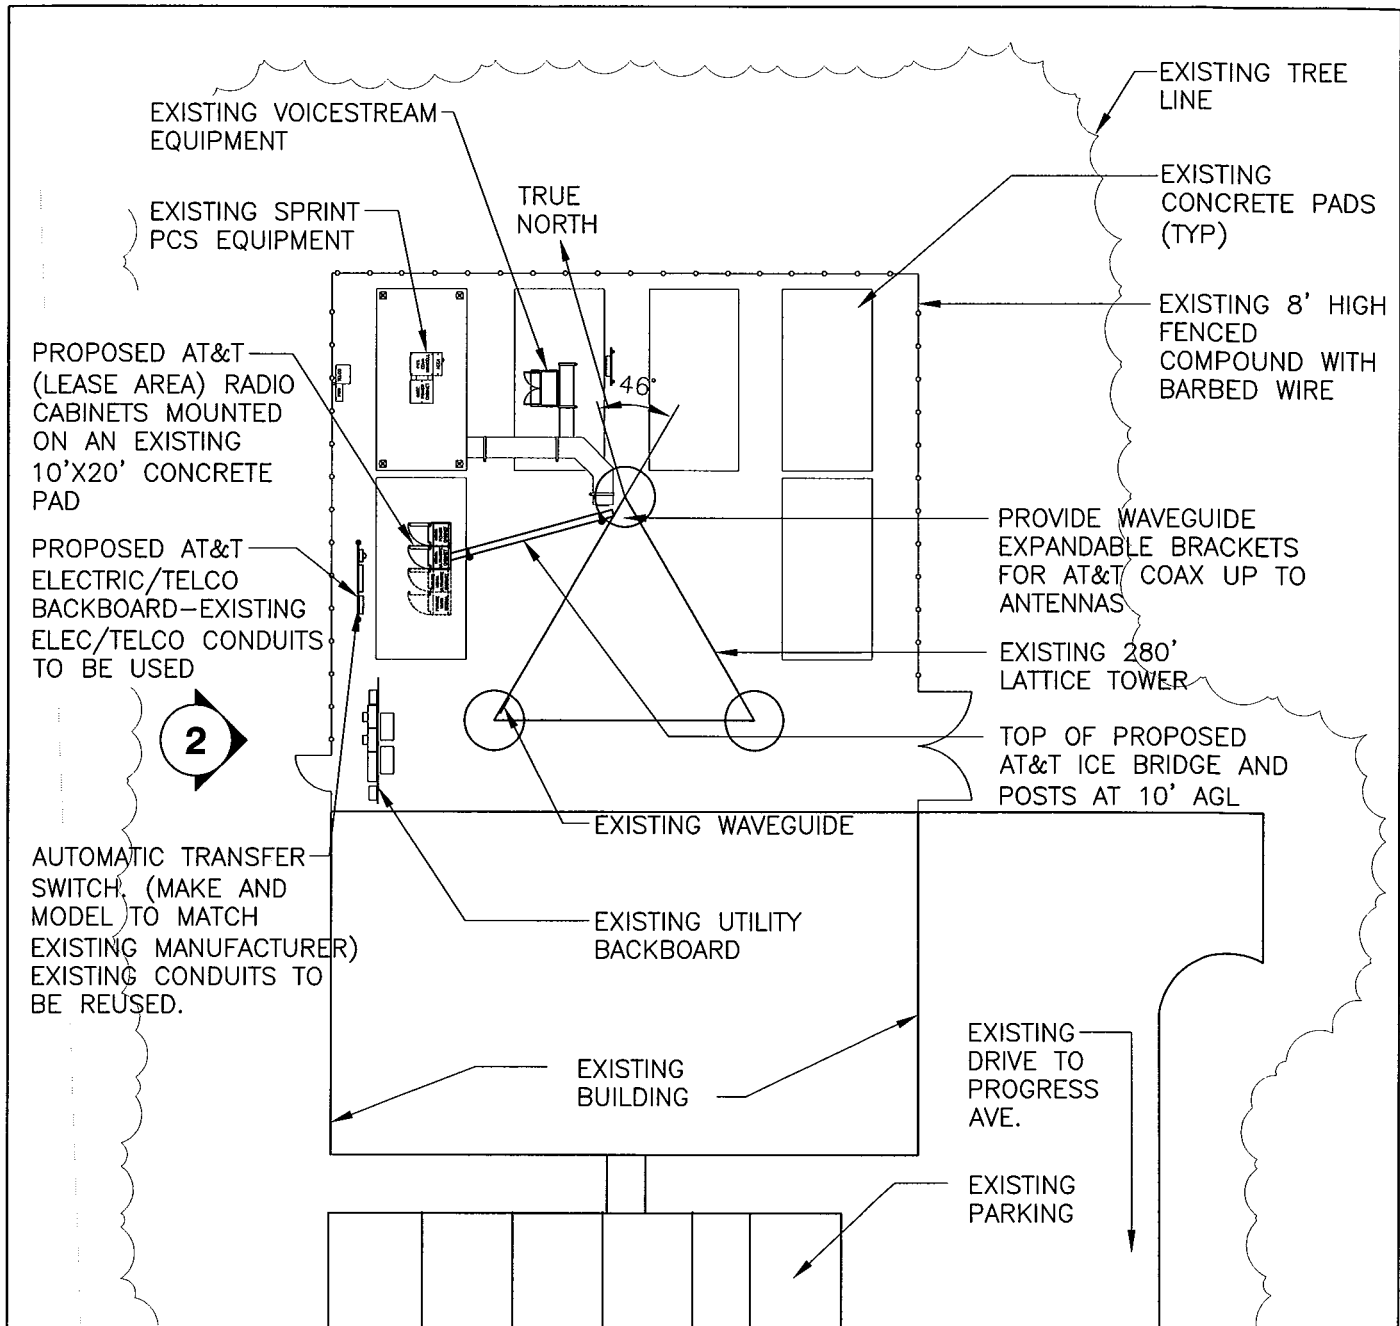 EXISTING TREE
LINE
EXISTING VOICESTREAM
EQUIPMENT
EXISTING
CONCRETE PADS
(TYP)
TRUE
NORTH
EXISTING SPRINT
PCS EQUIPMENT
EXISTING 8' HIGH
FENCED
COMPOUND WITH
BARBED WIRE
PROPOSED AT&T
(LEASE AREA) RADIO
CABINETS MOUNTED
ON AN EXISTING
10'X20' CONCRETE
PAD
46°
PROVIDE WAVEGUIDE
EXPANDABLE BRACKETS
FOR AT&T COAX UP TO
ANTENNAS
PROPOSED AT&T
ELECTRIC/TELCO
BACKBOARD-EXISTING
ELEC/TELCO CONDUITS
TO BE USED
EXISTING 280'
LATTICE TOWER
2
TOP OF PROPOSED
AT&T ICE BRIDGE AND
POSTS AT 10' AGL
EXISTING WAVEGUIDE
AUTOMATIC TRANSFER
SWITCH. (MAKE AND
MODEL TO MATCH
EXISTING MANUFACTURER)
EXISTING CONDUITS TO
BE REUSED.
EXISTING UTILITY
BACKBOARD
EXISTING
BUILDING
EXISTING
DRIVE TO
PROGRESS
AVE.
EXISTING
PARKING